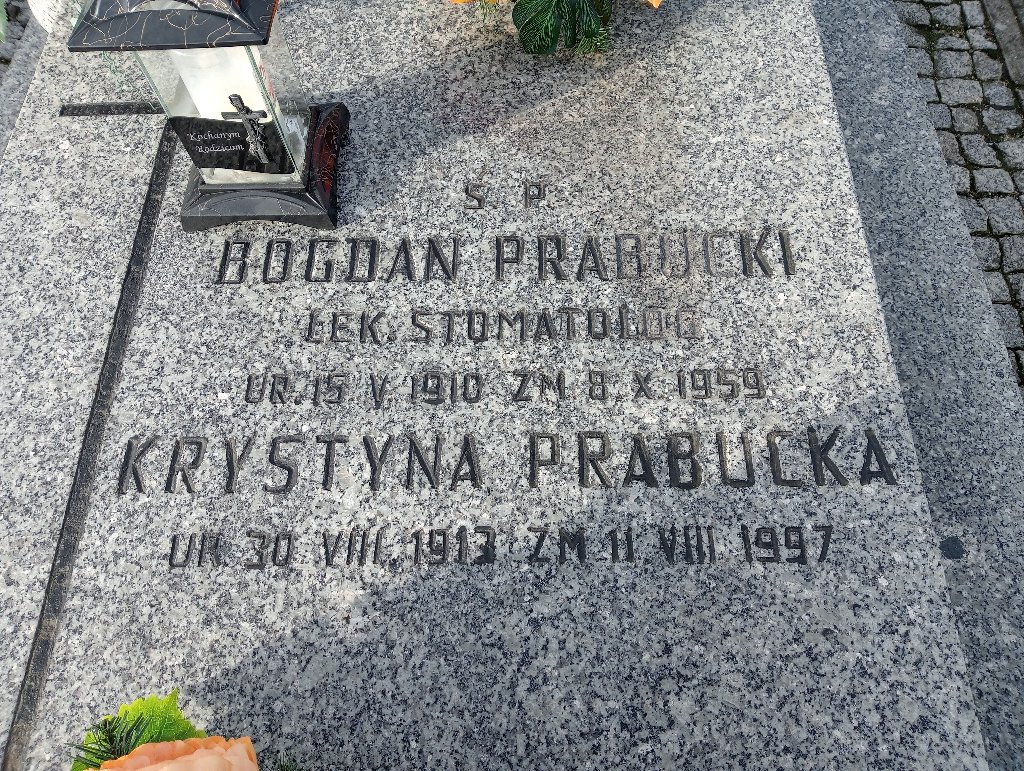 Kochanym
Rodzicom
Ś. P.
BOGDAN PRABUCKI
LEK. STOMATOLOG
UR. 15 V 1910 ZM 8. X 1959
KRYSTYNA PRABUCKA
UR 30 VIII 1913 ZM 11 VIII 1997